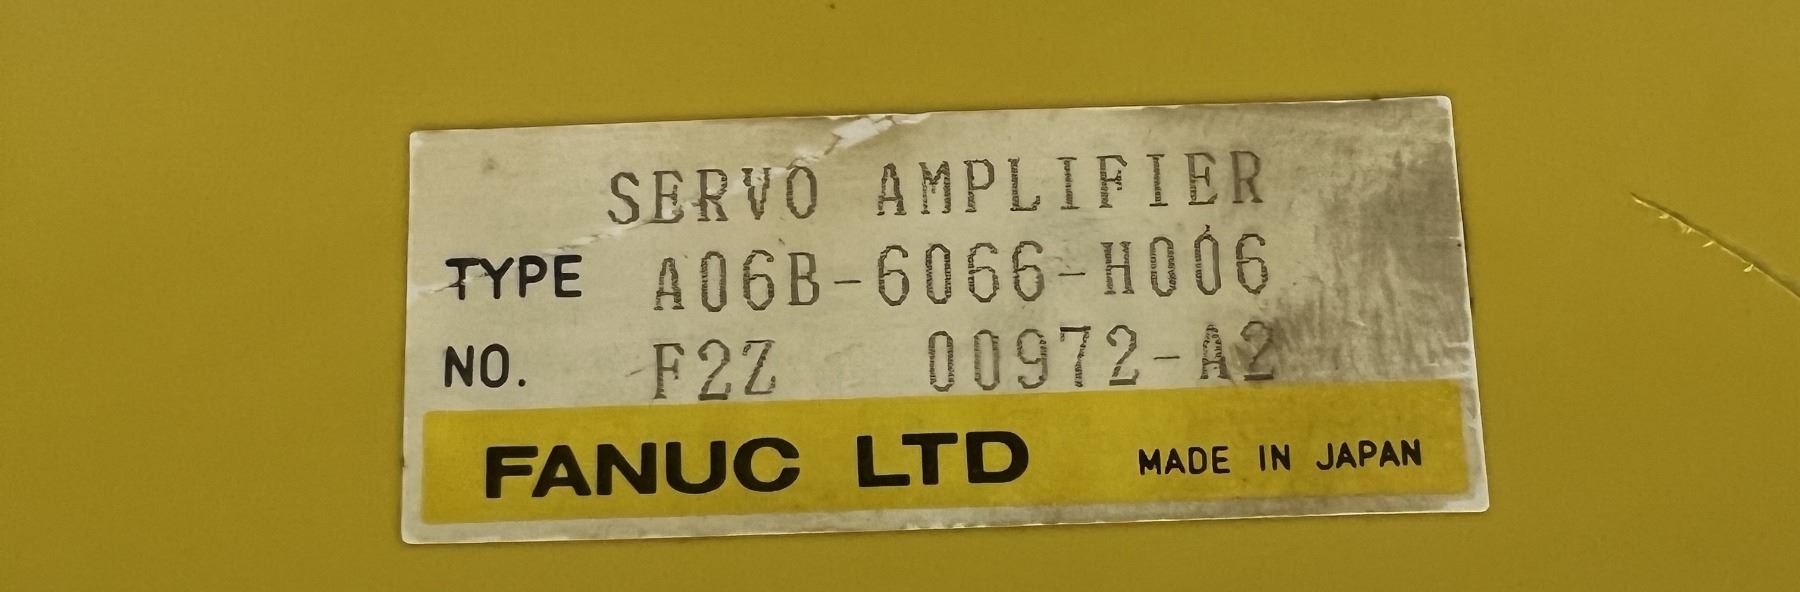 SERVO AMPLIFIER
TYPE A06B-6066-H006
NO. F2Z 00972-A2
FANUC LTD MADE IN JAPAN